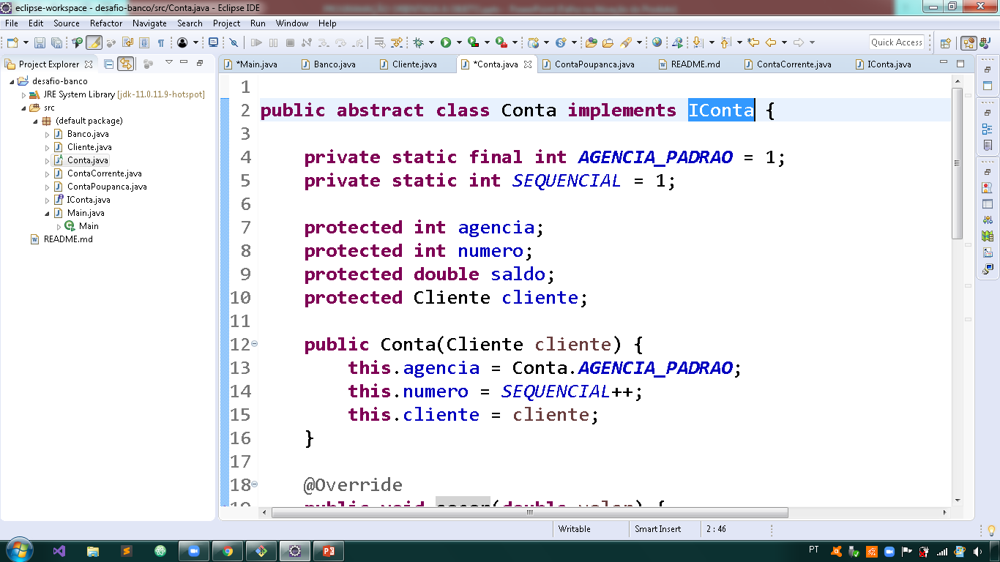 eclipse-workspace - desafio-banco/src/Conta.java - Eclipse IDE
File Edit Source Refactor Navigate Search Project Run Window Help
Quick Access
Project Explorer
*Main.java Banco.java Cliente.java *Conta.java ContaPoupanca.java README.md ContaCorrente.java IConta.java
desafio-banco
JRE System Library [jdk-11.0.11.9-hotspot]
src
(default package)
Banco.java
Cliente.java
Conta.java
ContaCorrente.java
ContaPoupanca.java
IConta.java
Main.java
Main
README.md
1
2 public abstract class Conta implements IConta {
3
4 private static final int AGENCIA_PADRAO = 1;
5 private static int SEQUENCIAL = 1;
6
7 protected int agencia;
8 protected int numero;
9 protected double saldo;
10 protected Cliente cliente;
11
12 public Conta(Cliente cliente) {
13 this.agencia = Conta.AGENCIA_PADRAO;
14 this.numero = SEQUENCIAL++;
15 this.cliente = cliente;
16 }
17
18 @Override
19 public void sacar(double valor) {
Writable Smart Insert 2 : 46
PT